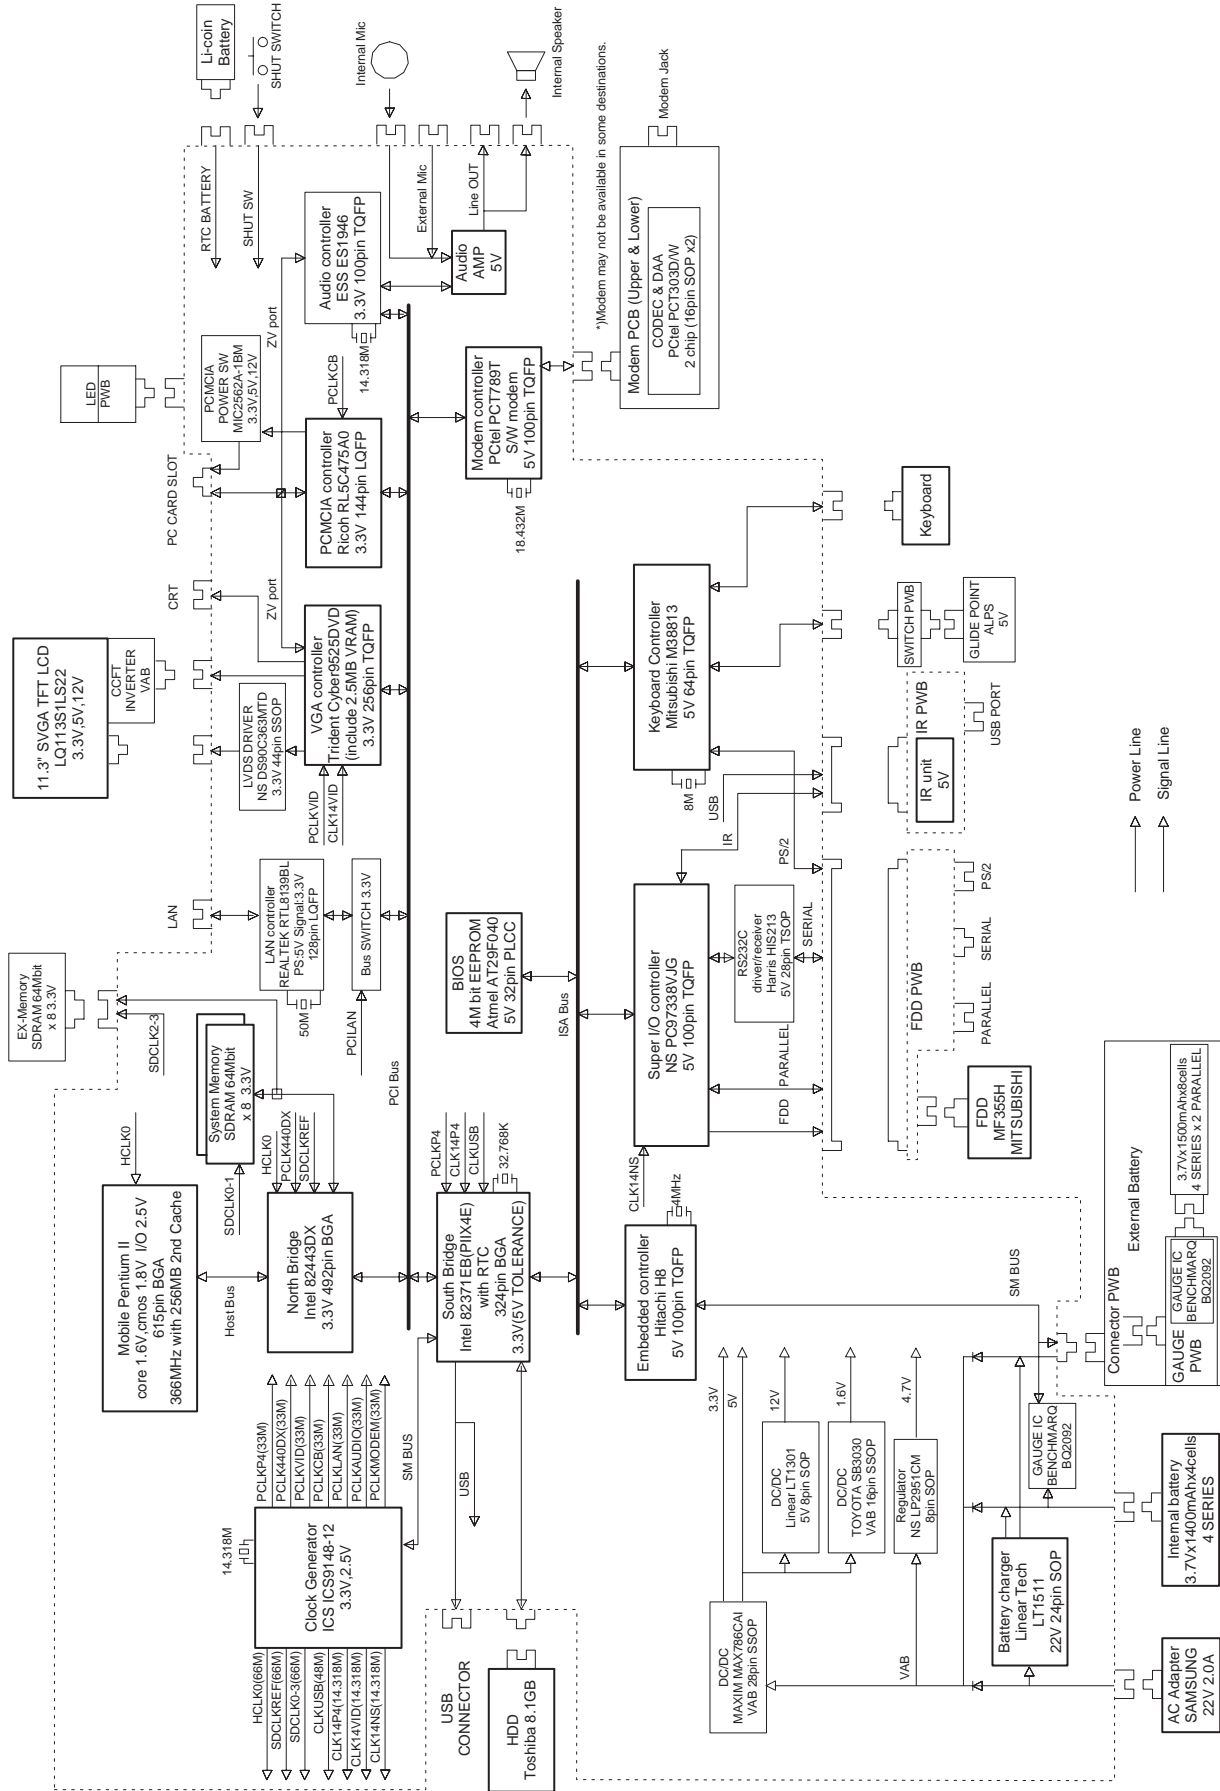 Li-coin
Battery
SHUT SWITCH
Internal Mic
Internal Speaker
Modem Jack
*)Modem may not be available in some destinations.
RTC BATTERY
SHUT SW
External Mic
Line OUT
Modem PCB (Upper & Lower)
CODEC & DAA
PCtel PCT303D/W
2 chip (16pin SOP x2)
LED
PWB
PCMCIA
POWER SW
MIC2562A-1BM
3.3V,5V,12V
ZV port
Audio controller
ESS ES1946
3.3V 100pin TQFP
14.318M
Audio
AMP
5V
PC CARD SLOT
PCLKCB
PCMCIA controller
Ricoh RL5C475A0
3.3V 144pin LQFP
Modem controller
PCtel PCT789T
S/W modem
5V 100pin TQFP
18.432M
11.3" SVGA TFT LCD
LQ113S1LS22
3.3V,5V,12V
CCFT
INVERTER
VAB
CRT
ZV port
LVDS DRIVER
NS DS90C363MTD
3.3V 44pin SSOP
VGA controller
Trident Cyber9525DVD
(include 2.5MB VRAM)
3.3V 256pin TQFP
PCLKVID
CLK14VID
Keyboard Controller
Mitsubishi M38813
5V 64pin TQFP
8M
Keyboard
SWITCH PWB
GLIDE POINT
ALPS
5V
IR PWB
IR unit
5V
USB PORT
LAN
LAN controller
REALTEK RTL8139BL
PS:5V Signal:3.3V
128pin LQFP
50M
Bus SWITCH 3.3V
PCILAN
EX-Memory
SDRAM 64Mbit
x 8 3.3V
SDCLK2-3
System Memory
SDRAM 64Mbit
x 8 3.3V
SDCLK0-1
BIOS
4M bit EEPROM
Atmel AT29F040
5V 32pin PLCC
ISA Bus
PCI Bus
USB
IR
PS/2
Super I/O controller
NS PC97338VJG
5V 100pin TQFP
RS232C
driver/receiver
Harris HIS213
5V 28pin TSOP
SERIAL
PARALLEL
FDD
CLK14NS
FDD PWB
PS/2
SERIAL
PARALLEL
FDD
MF355H
MITSUBISHI
Power Line
Signal Line
HCLK0
Mobile Pentium II
core 1.6V,cmos 1.8V I/O 2.5V
615pin BGA
366MHz with 256MB 2nd Cache
Host Bus
HCLK0
PCLK440DX
SDCLKREF
North Bridge
Intel 82443DX
3.3V 492pin BGA
PCLKP4
CLK14P4
CLKUSB
32.768K
South Bridge
Intel 82371EB(PIIX4E)
with RTC
324pin BGA
3.3V(5V TOLERANCE)
4MHz
Embedded controller
Hitachi H8
5V 100pin TQFP
SM BUS
External Battery
3.7Vx1500mAhx8cells
4 SERIES x 2 PARALLEL
Connector PWB
GAUGE
PWB
GAUGE IC
BENCHMARQ
BQ2092
PCLKP4(33M)
PCLK440DX(33M)
PCLKVID(33M)
PCLKCB(33M)
PCLKLAN(33M)
PCLKAUDIO(33M)
PCLKMODEM(33M)
SM BUS
USB
14.318M
Clock Generator
ICS ICS9148-12
3.3V,2.5V
HCLK0(66M)
SDCLKREF(66M)
SDCLK0-3(66M)
CLKUSB(48M)
CLK14P4(14.318M)
CLK14VID(14.318M)
CLK14NS(14.318M)
USB
CONNECTOR
HDD
Toshiba 8.1GB
3.3V
5V
12V
1.6V
4.7V
DC/DC
Linear LT1301
5V 8pin SOP
DC/DC
TOYOTA SB3030
VAB 16pin SSOP
Regulator
NS LP2951CM
8pin SOP
DC/DC
MAXIM MAX786CAI
VAB 28pin SSOP
VAB
GAUGE IC
BENCHMARQ
BQ2092
Battery charger
Linear Tech
LT1511
22V 24pin SOP
Internal battery
3.7Vx1400mAhx4cells
4 SERIES
AC Adapter
SAMSUNG
22V 2.0A